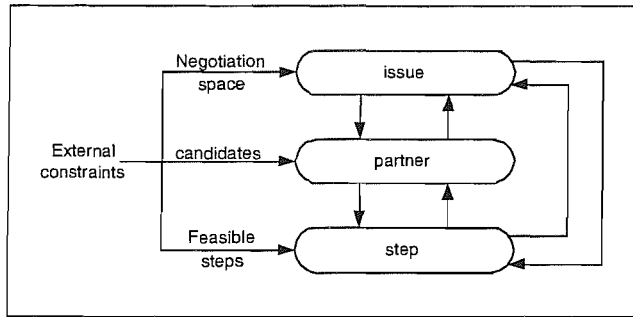 Negotiation
space
issue
External
constraints
candidates
partner
Feasible
steps
step